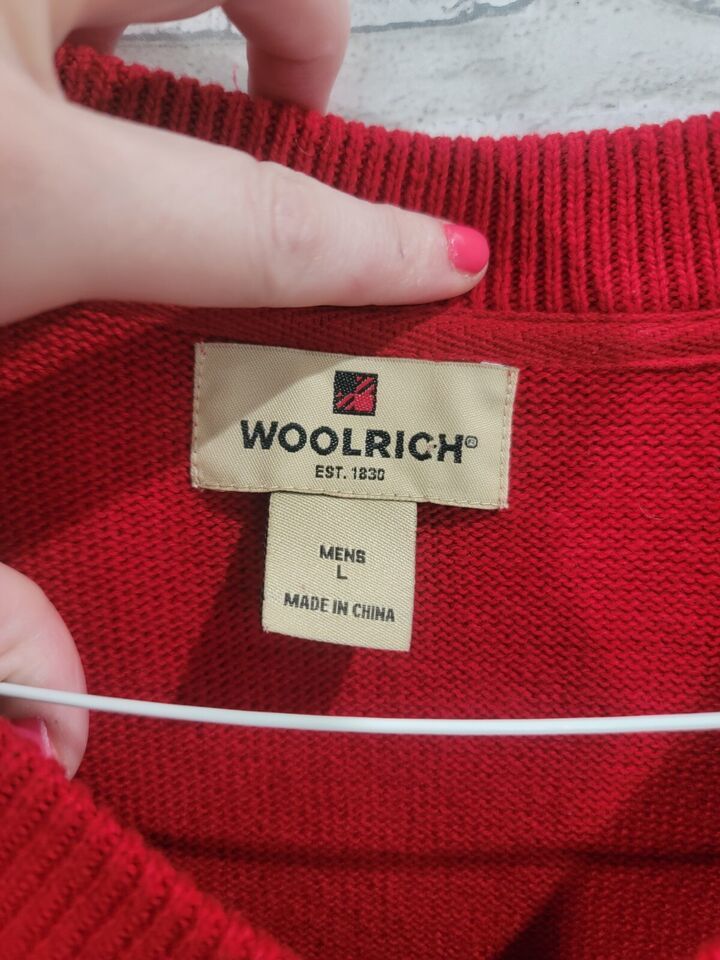 WOOLRICH®
EST. 1830
MENS
L
MADE IN CHINA